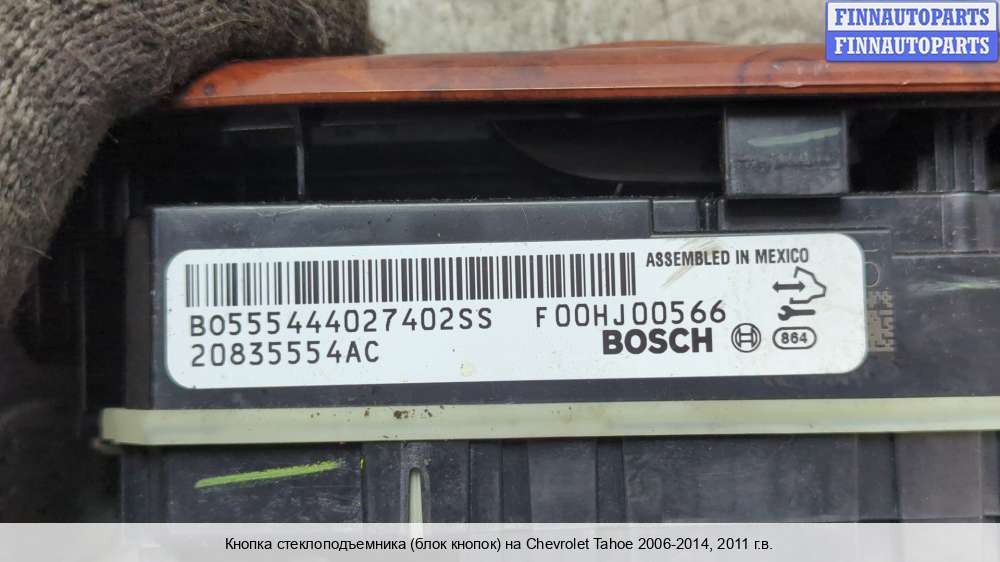 FINNAUTOPARTS
FINNAUTOPARTS
ASSEMBLED IN MEXICO
BO555444027402SS F00HJ00566
20835554AC BOSCH 864
Кнопка стеклоподъемника (блок кнопок) на Chevrolet Tahoe 2006-2014, 2011 г.в.